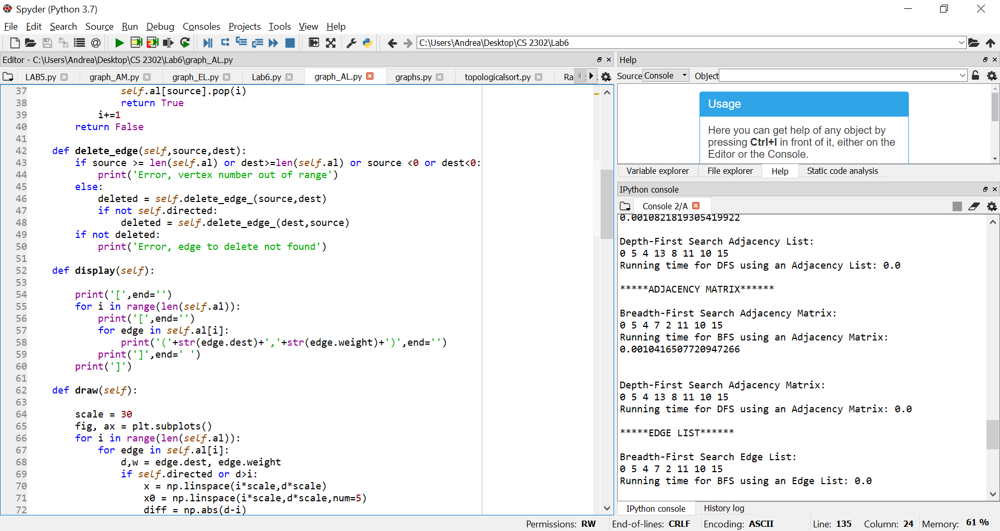 Spyder (Python 3.7)
File Edit Search Source Run Debug Consoles Projects Tools View Help
C:\Users\Andrea\Desktop\CS 2302\Lab6
Editor - C:\Users\Andrea\Desktop\CS 2302\Lab6\graph_AL.py
LAB5.py graph_AM.py graph_EL.py Lab6.py graph_AL.py graphs.py topologicalsort.py Ra
37 self.al[source].pop(i)
38 return True
39 i+=1
40 return False
41
42 def delete_edge(self,source,dest):
43 if source >= len(self.al) or dest>=len(self.al) or source <0 or dest<0:
44 print('Error, vertex number out of range')
45 else:
46 deleted = self.delete_edge_(source,dest)
47 if not self.directed:
48 deleted = self.delete_edge_(dest,source)
49 if not deleted:
50 print('Error, edge to delete not found')
51
52 def display(self):
53
54 print('[',end='')
55 for i in range(len(self.al)):
56 print('[',end='')
57 for edge in self.al[i]:
58 print('('+str(edge.dest)+','+str(edge.weight)+')',end='')
59 print(']',end=' ')
60 print(']')
61
62 def draw(self):
63
64 scale = 30
65 fig, ax = plt.subplots()
66 for i in range(len(self.al)):
67 for edge in self.al[i]:
68 d,w = edge.dest, edge.weight
69 if self.directed or d>i:
70 x = np.linspace(i*scale,d*scale)
71 x0 = np.linspace(i*scale,d*scale,num=5)
72 diff = np.abs(d-i)
Help
Source Console Object
Usage
Here you can get help of any object by
pressing Ctrl+I in front of it, either on the
Editor or the Console.
Variable explorer File explorer Help Static code analysis
IPython console
Console 2/A
0.0010821819305419922
Depth-First Search Adjacency List:
0 5 4 13 8 11 10 15
Running time for DFS using an Adjacency List: 0.0
*****ADJACENCY MATRIX******
Breadth-First Search Adjacency Matrix:
0 5 4 7 2 11 10 15
Running time for BFS using an Adjacency Matrix:
0.0010416507720947266
Depth-First Search Adjacency Matrix:
0 5 4 13 8 11 10 15
Running time for DFS using an Adjacency Matrix: 0.0
*****EDGE LIST******
Breadth-First Search Edge List:
0 5 4 7 2 11 10 15
Running time for BFS using an Edge List: 0.0
IPython console History log
Permissions: RW End-of-lines: CRLF Encoding: ASCII Line: 135 Column: 24 Memory: 61 %